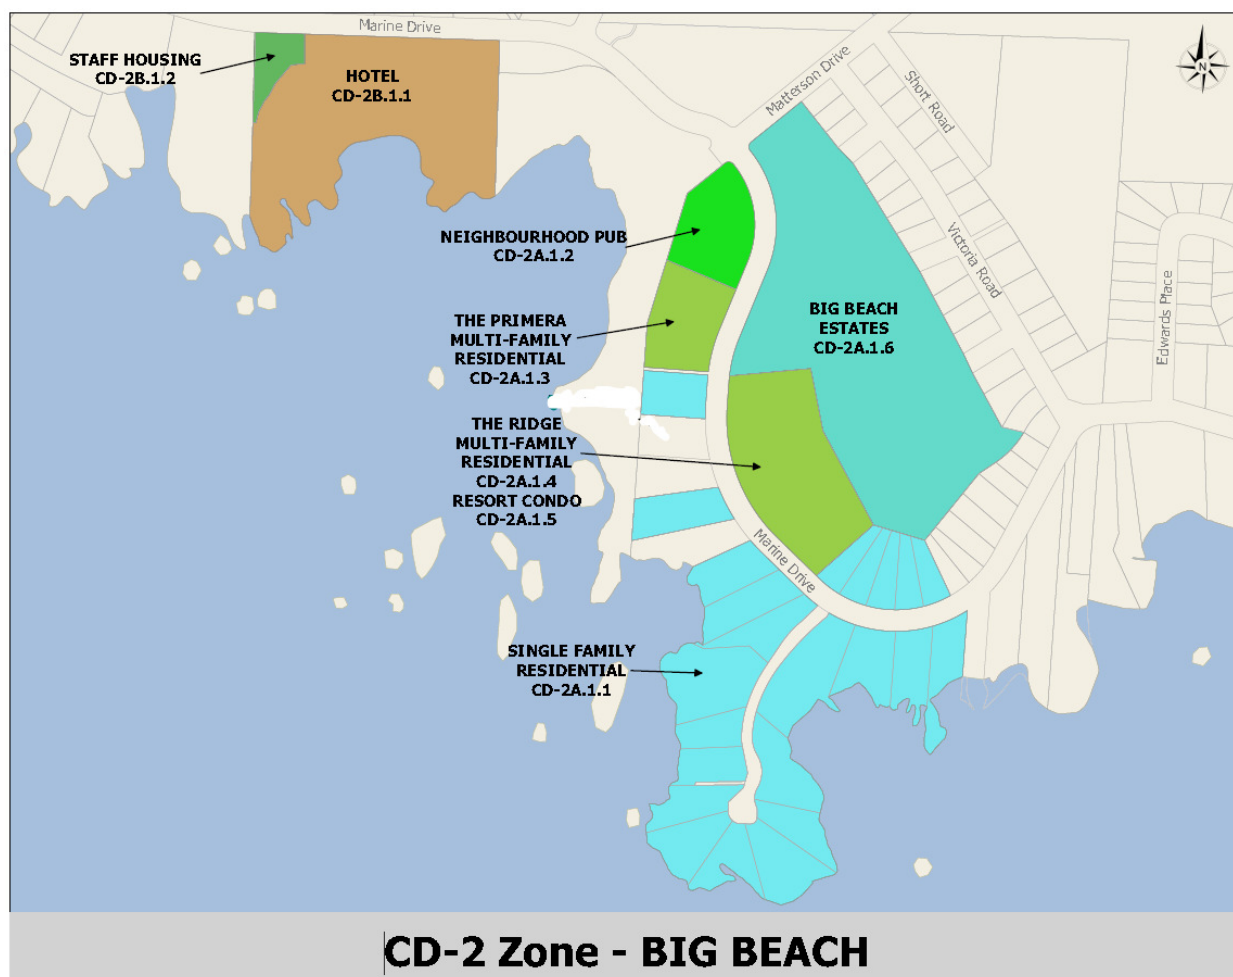 Marine Drive
STAFF HOUSING
CD-2B.1.2
HOTEL
CD-2B.1.1
N
Matterson Drive
Short Road
NEIGHBOURHOOD PUB
CD-2A.1.2
Victoria Road
Edwards Place
BIG BEACH
ESTATES
CD-2A.1.6
THE PRIMERA
MULTI-FAMILY
RESIDENTIAL
CD-2A.1.3
THE RIDGE
MULTI-FAMILY
RESIDENTIAL
CD-2A.1.4
RESORT CONDO
CD-2A.1.5
Marine Drive
SINGLE FAMILY
RESIDENTIAL
CD-2A.1.1
CD-2 Zone - BIG BEACH